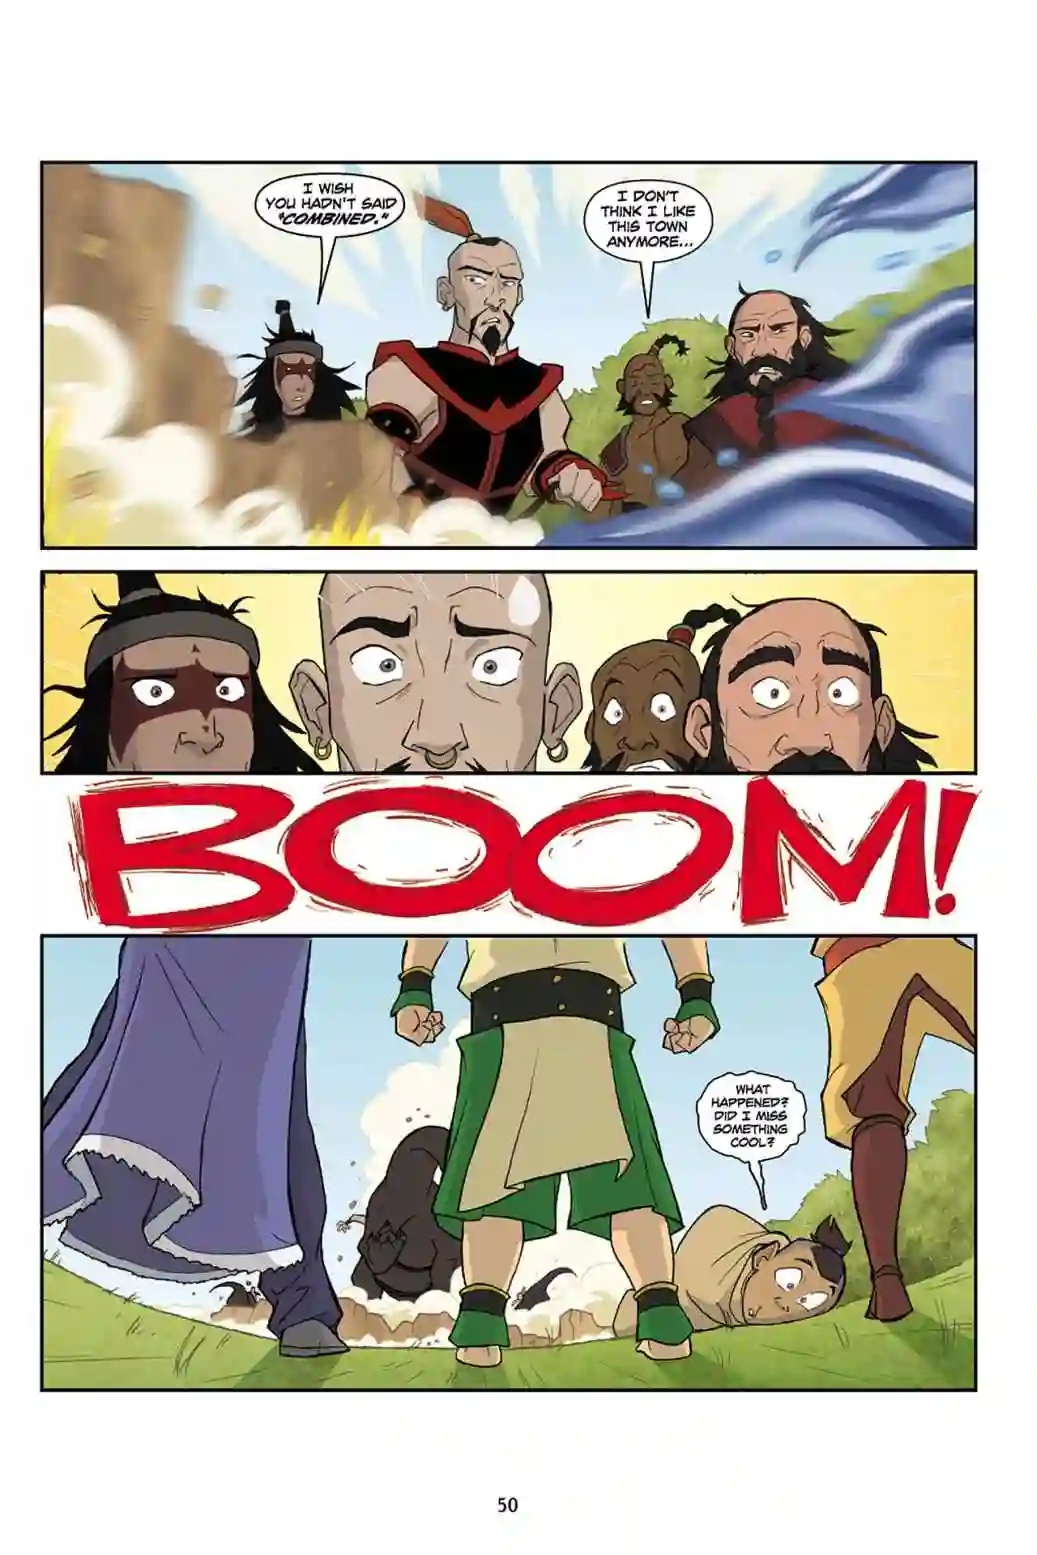 I WISH
YOU HADN'T SAID
"COMBINED."
I DON'T
THINK I LIKE
THIS TOWN
ANYMORE...
BOOM!
WHAT
HAPPENED?
DID I MISS
SOMETHING
COOL?
50